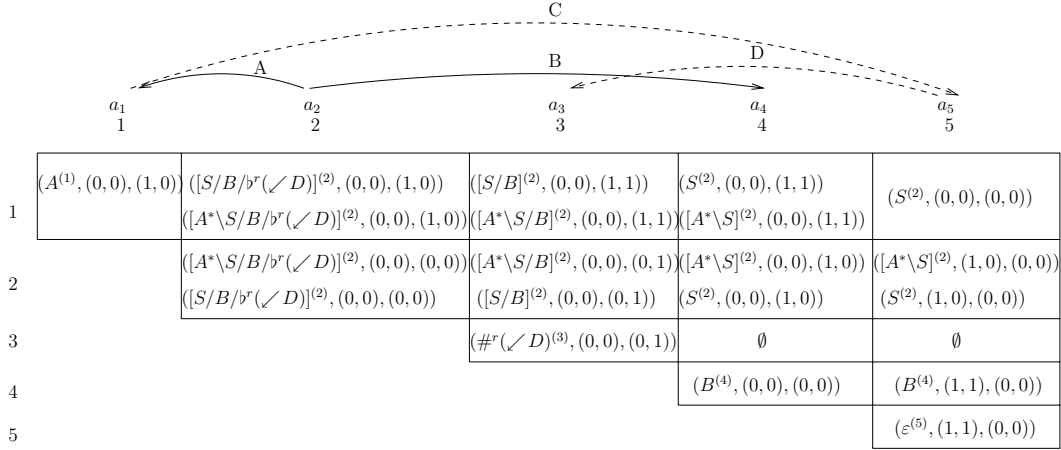 C
A B D
a₁ a₂ a₃ a₄ a₅
1 2 3 4 5
(A⁽¹⁾, (0, 0), (1, 0)) ([S/B/♭ʳ(↙D)]⁽²⁾, (0, 0), (1, 0)) ([S/B]⁽²⁾, (0, 0), (1, 1)) (S⁽²⁾, (0, 0), (1, 1))
1 (S⁽²⁾, (0, 0), (0, 0))
([A*\S/B/♭ʳ(↙D)]⁽²⁾, (0, 0), (1, 0)) ([A*\S/B]⁽²⁾, (0, 0), (1, 1)) ([A*\S]⁽²⁾, (0, 0), (1, 1))
([A*\S/B/♭ʳ(↙D)]⁽²⁾, (0, 0), (0, 0)) ([A*\S/B]⁽²⁾, (0, 0), (0, 1)) ([A*\S]⁽²⁾, (0, 0), (1, 0)) ([A*\S]⁽²⁾, (1, 0), (0, 0))
2
([S/B/♭ʳ(↙D)]⁽²⁾, (0, 0), (0, 0)) ([S/B]⁽²⁾, (0, 0), (0, 1)) (S⁽²⁾, (0, 0), (1, 0)) (S⁽²⁾, (1, 0), (0, 0))
3 (#ʳ(↙D)⁽³⁾, (0, 0), (0, 1)) ∅ ∅
4 (B⁽⁴⁾, (0, 0), (0, 0)) (B⁽⁴⁾, (1, 1), (0, 0))
5 (ε⁽⁵⁾, (1, 1), (0, 0))